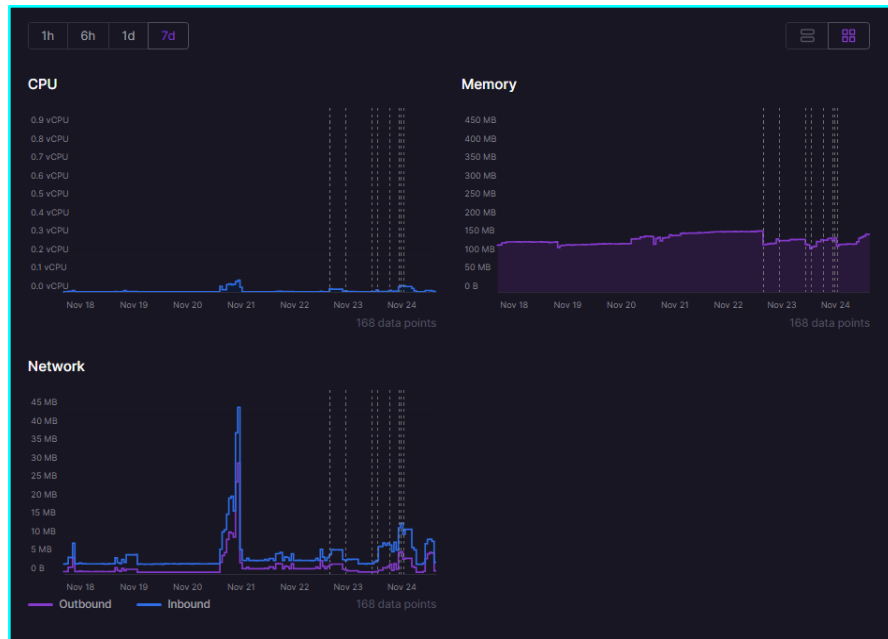 1h 6h 1d 7d
CPU
0.9 vCPU
0.8 vCPU
0.7 vCPU
0.6 vCPU
0.5 vCPU
0.4 vCPU
0.3 vCPU
0.2 vCPU
0.1 vCPU
0.0 vCPU
Nov 18 Nov 19 Nov 20 Nov 21 Nov 22 Nov 23 Nov 24
168 data points
Memory
450 MB
400 MB
350 MB
300 MB
250 MB
200 MB
150 MB
100 MB
50 MB
0 B
Nov 18 Nov 19 Nov 20 Nov 21 Nov 22 Nov 23 Nov 24
168 data points
Network
45 MB
40 MB
35 MB
30 MB
25 MB
20 MB
15 MB
10 MB
5 MB
0 B
Nov 18 Nov 19 Nov 20 Nov 21 Nov 22 Nov 23 Nov 24
Outbound Inbound 168 data points